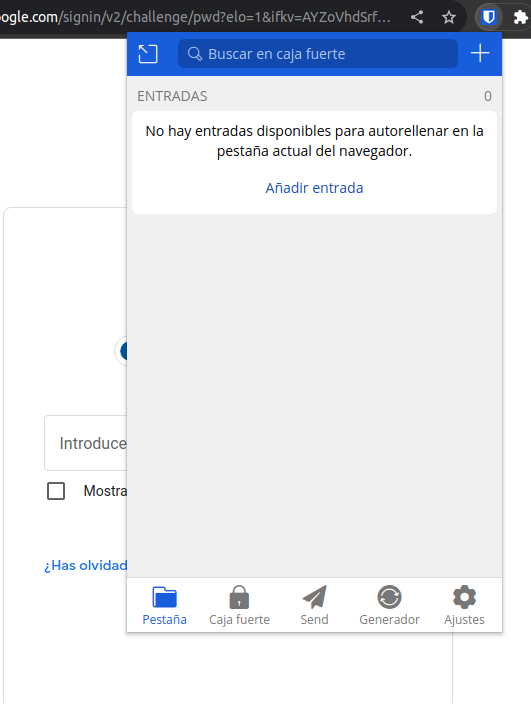 ogle.com/signin/v2/challenge/pwd?elo=1&ifkv=AYZoVhdSrf...
Buscar en caja fuerte
ENTRADAS 0
No hay entradas disponibles para autorellenar en la
pestaña actual del navegador.
Añadir entrada
Introduce
Mostra
¿Has olvidad
Pestaña Caja fuerte Send Generador Ajustes